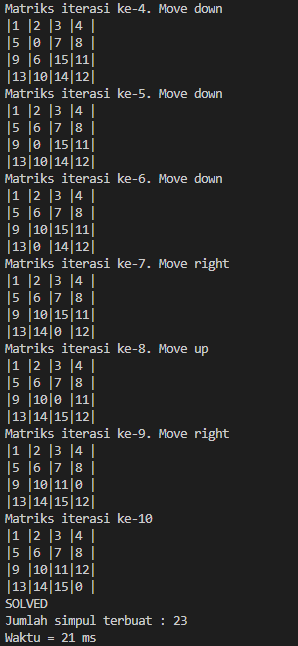 Matriks iterasi ke-4. Move down
|1 |2 |3 |4 |
|5 |0 |7 |8 |
|9 |6 |15|11|
|13|10|14|12|
Matriks iterasi ke-5. Move down
|1 |2 |3 |4 |
|5 |6 |7 |8 |
|9 |0 |15|11|
|13|10|14|12|
Matriks iterasi ke-6. Move down
|1 |2 |3 |4 |
|5 |6 |7 |8 |
|9 |10|15|11|
|13|0 |14|12|
Matriks iterasi ke-7. Move right
|1 |2 |3 |4 |
|5 |6 |7 |8 |
|9 |10|15|11|
|13|14|0 |12|
Matriks iterasi ke-8. Move up
|1 |2 |3 |4 |
|5 |6 |7 |8 |
|9 |10|0 |11|
|13|14|15|12|
Matriks iterasi ke-9. Move right
|1 |2 |3 |4 |
|5 |6 |7 |8 |
|9 |10|11|0 |
|13|14|15|12|
Matriks iterasi ke-10
|1 |2 |3 |4 |
|5 |6 |7 |8 |
|9 |10|11|12|
|13|14|15|0 |
SOLVED
Jumlah simpul terbuat : 23
Waktu = 21 ms